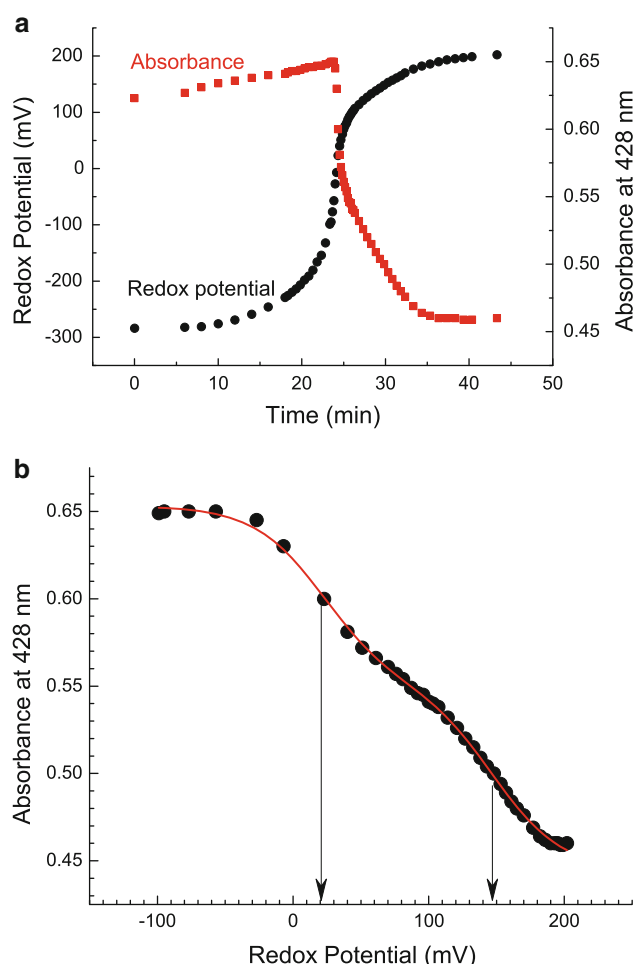 a
Absorbance
Redox potential
200
100
0
-100
-200
-300
Redox Potential (mV)
0.65
0.60
0.55
0.50
0.45
Absorbance at 428 nm
0
10
20
30
40
50
Time (min)
b
0.65
0.60
0.55
0.50
0.45
Absorbance at 428 nm
-100
0
100
200
Redox Potential (mV)